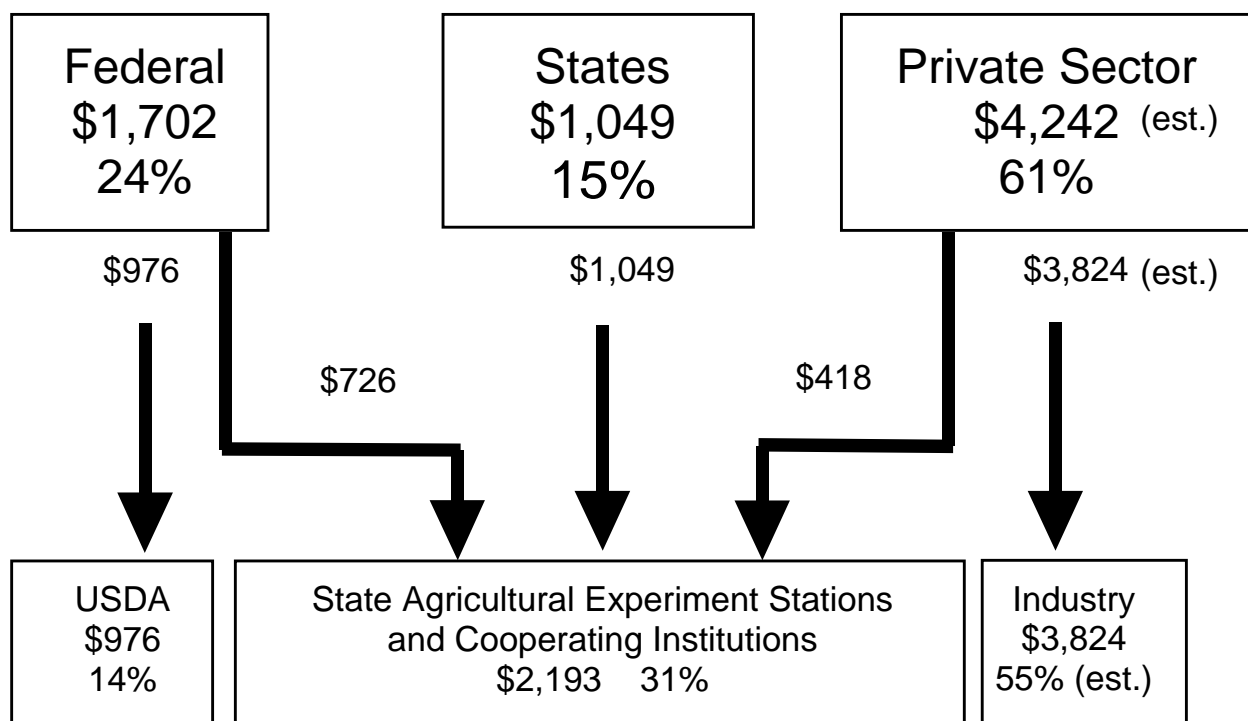 Federal
$1,702
24%
States
$1,049
15%
Private Sector
$4,242 (est.)
61%
$976
$1,049
$3,824 (est.)
$726
$418
USDA
$976
14%
State Agricultural Experiment Stations
and Cooperating Institutions
$2,193 31%
Industry
$3,824
55% (est.)